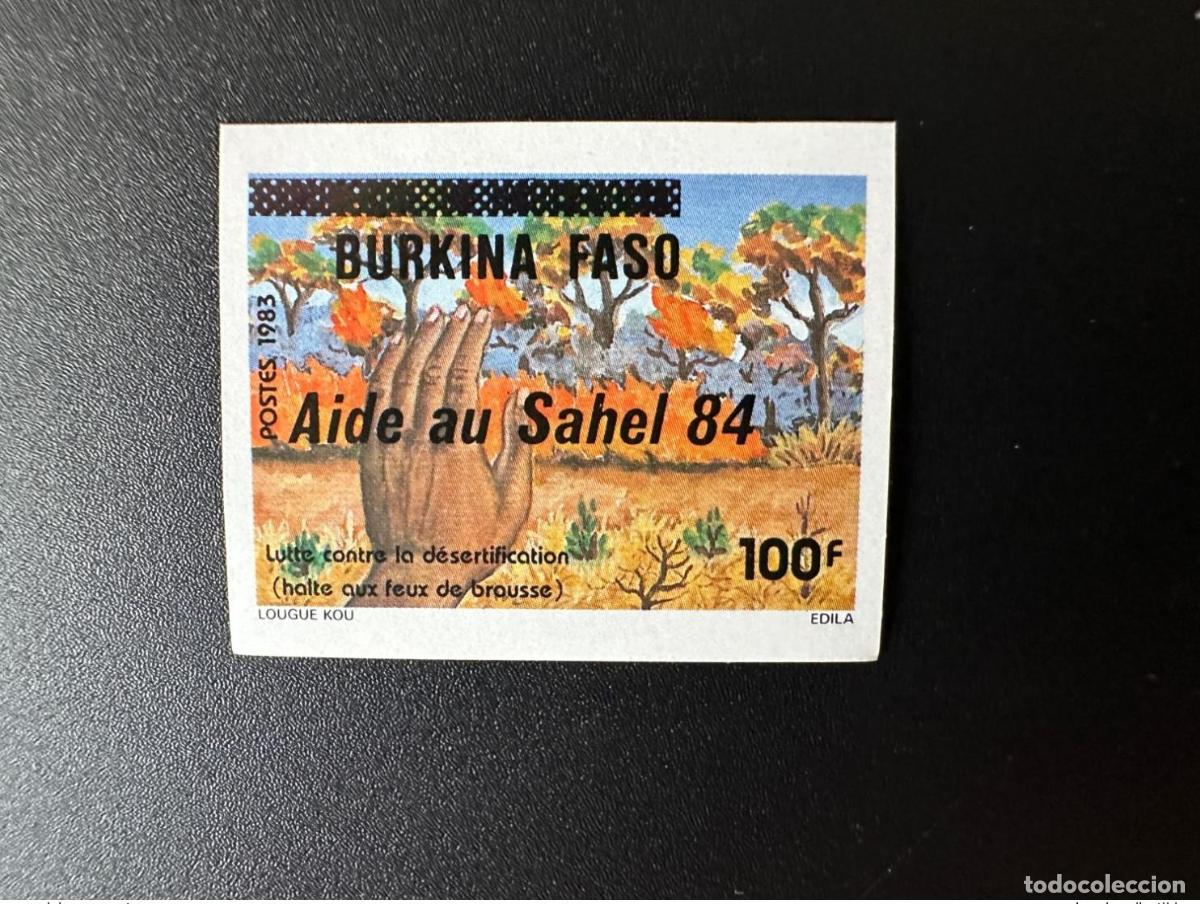 BURKINA FASO
POSTES 1983
Aide au Sahel 84
Lutte contre la désertification
(halte aux feux de brousse)
100F
LOUGUE KOU
EDILA
todocoleccion